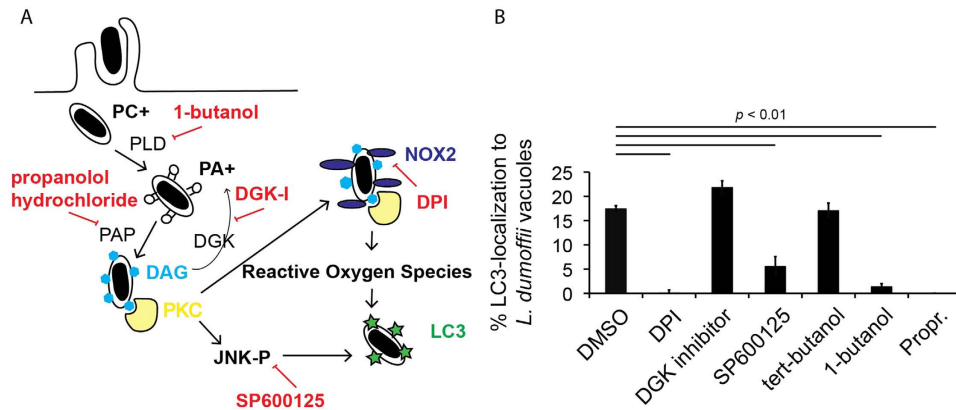 A
PC+
1-butanol
PLD
PA+
propanolol
hydrochloride
DGK-I
PAP
DGK
DAG
PKC
NOX2
DPI
Reactive Oxygen Species
LC3
JNK-P
SP600125
B
p < 0.01
% LC3-localization to
L. dumoffii vacuoles
25
20
15
10
5
0
DMSO
DPI
DGK inhibitor
SP600125
tert-butanol
1-butanol
Propr.